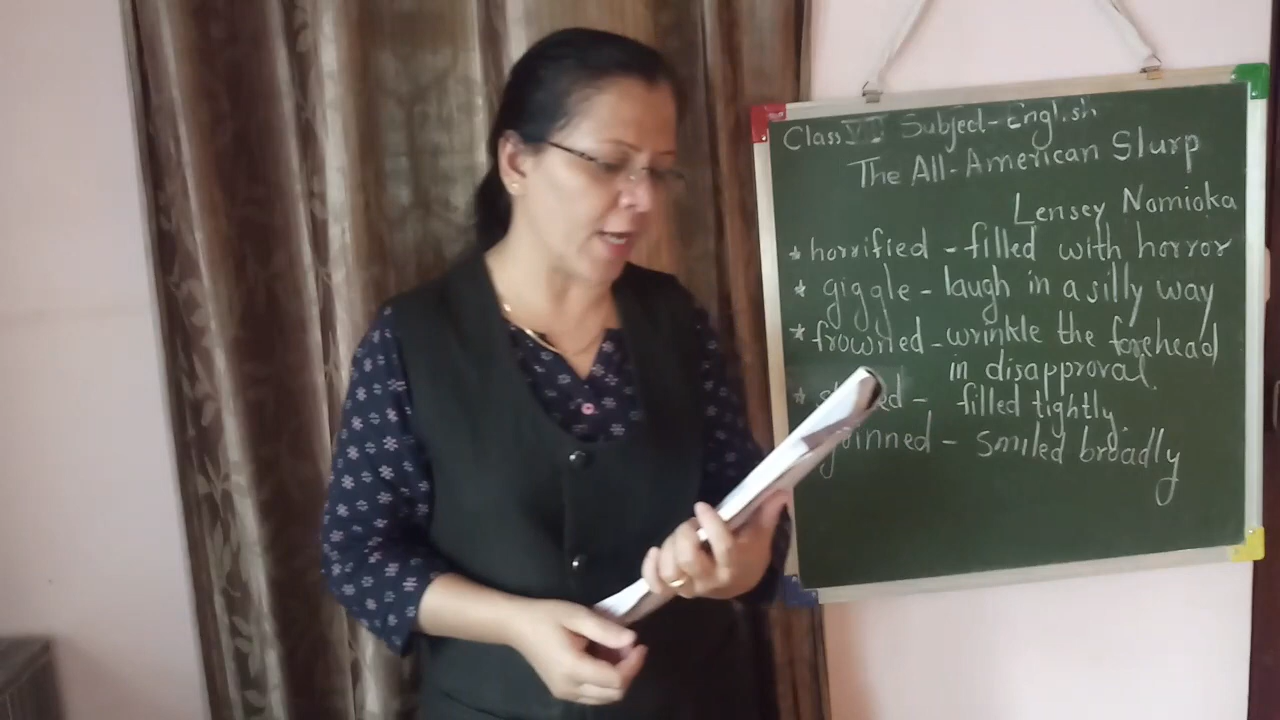 Class VII Subject-English
The All-American Slurp
Lensey Namioka
* horrified - filled with horror
* giggle - laugh in a silly way
* frowned - wrinkle the forehead
in disapproval.
* - filled tightly.
grinned - smiled broadly